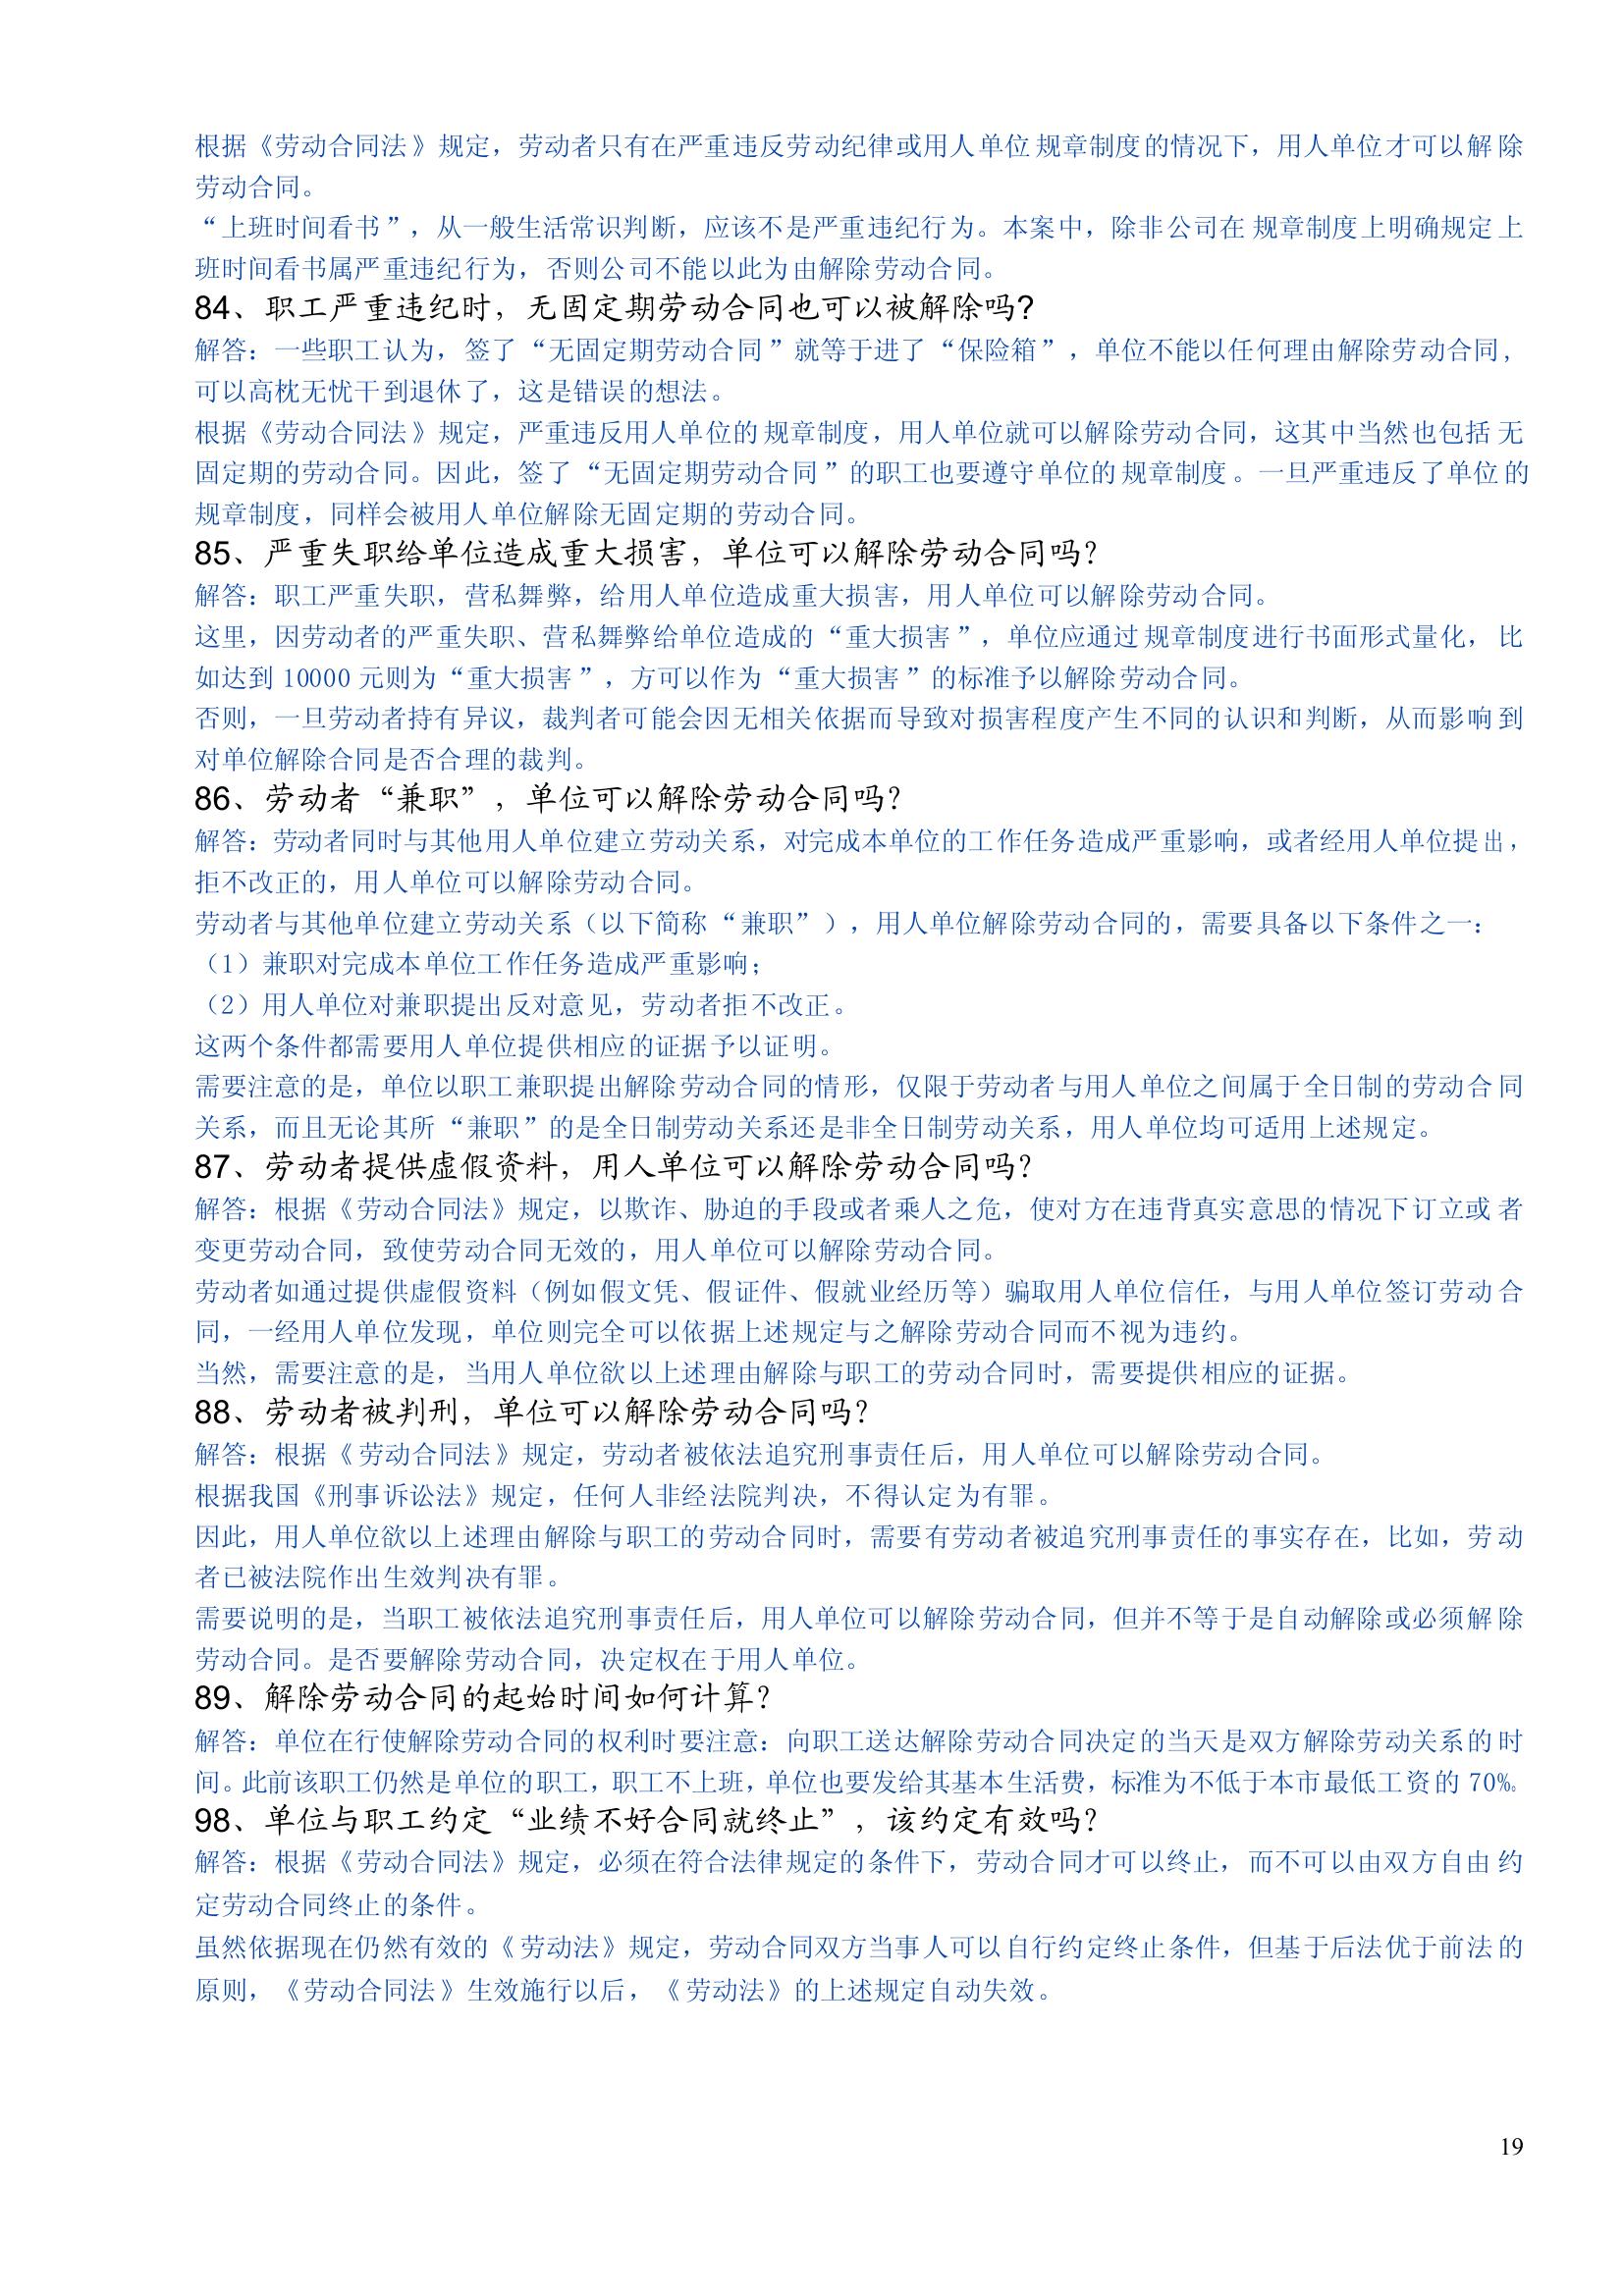 根据《劳动合同法》规定，劳动者只有在严重违反劳动纪律或用人单位规章制度的情况下，用人单位才可以解除
劳动合同。
“上班时间看书”，从一般生活常识判断，应该不是严重违纪行为。本案中，除非公司在规章制度上明确规定上
班时间看书属严重违纪行为，否则公司不能以此为由解除劳动合同。
84、职工严重违纪时，无固定期劳动合同也可以被解除吗?
解答：一些职工认为，签了“无固定期劳动合同”就等于进了“保险箱”，单位不能以任何理由解除劳动合同，
可以高枕无忧干到退休了，这是错误的想法。
根据《劳动合同法》规定，严重违反用人单位的规章制度，用人单位就可以解除劳动合同，这其中当然也包括无
固定期的劳动合同。因此，签了“无固定期劳动合同”的职工也要遵守单位的规章制度。一旦严重违反了单位的
规章制度，同样会被用人单位解除无固定期的劳动合同。
85、严重失职给单位造成重大损害，单位可以解除劳动合同吗？
解答：职工严重失职，营私舞弊，给用人单位造成重大损害，用人单位可以解除劳动合同。
这里，因劳动者的严重失职、营私舞弊给单位造成的“重大损害”，单位应通过规章制度进行书面形式量化，比
如达到 10000 元则为“重大损害”，方可以作为“重大损害”的标准予以解除劳动合同。
否则，一旦劳动者持有异议，裁判者可能会因无相关依据而导致对损害程度产生不同的认识和判断，从而影响到
对单位解除合同是否合理的裁判。
86、劳动者“兼职”，单位可以解除劳动合同吗？
解答：劳动者同时与其他用人单位建立劳动关系，对完成本单位的工作任务造成严重影响，或者经用人单位提出，
拒不改正的，用人单位可以解除劳动合同。
劳动者与其他单位建立劳动关系（以下简称“兼职”），用人单位解除劳动合同的，需要具备以下条件之一：
（1）兼职对完成本单位工作任务造成严重影响；
（2）用人单位对兼职提出反对意见，劳动者拒不改正。
这两个条件都需要用人单位提供相应的证据予以证明。
需要注意的是，单位以职工兼职提出解除劳动合同的情形，仅限于劳动者与用人单位之间属于全日制的劳动合同
关系，而且无论其所“兼职”的是全日制劳动关系还是非全日制劳动关系，用人单位均可适用上述规定。
87、劳动者提供虚假资料，用人单位可以解除劳动合同吗？
解答：根据《劳动合同法》规定，以欺诈、胁迫的手段或者乘人之危，使对方在违背真实意思的情况下订立或者
变更劳动合同，致使劳动合同无效的，用人单位可以解除劳动合同。
劳动者如通过提供虚假资料（例如假文凭、假证件、假就业经历等）骗取用人单位信任，与用人单位签订劳动合
同，一经用人单位发现，单位则完全可以依据上述规定与之解除劳动合同而不视为违约。
当然，需要注意的是，当用人单位欲以上述理由解除与职工的劳动合同时，需要提供相应的证据。
88、劳动者被判刑，单位可以解除劳动合同吗？
解答：根据《劳动合同法》规定，劳动者被依法追究刑事责任后，用人单位可以解除劳动合同。
根据我国《刑事诉讼法》规定，任何人非经法院判决，不得认定为有罪。
因此，用人单位欲以上述理由解除与职工的劳动合同时，需要有劳动者被追究刑事责任的事实存在，比如，劳动
者已被法院作出生效判决有罪。
需要说明的是，当职工被依法追究刑事责任后，用人单位可以解除劳动合同，但并不等于是自动解除或必须解除
劳动合同。是否要解除劳动合同，决定权在于用人单位。
89、解除劳动合同的起始时间如何计算？
解答：单位在行使解除劳动合同的权利时要注意：向职工送达解除劳动合同决定的当天是双方解除劳动关系的时
间。此前该职工仍然是单位的职工，职工不上班，单位也要发给其基本生活费，标准为不低于本市最低工资的 70%。
98、单位与职工约定“业绩不好合同就终止”，该约定有效吗？
解答：根据《劳动合同法》规定，必须在符合法律规定的条件下，劳动合同才可以终止，而不可以由双方自由约
定劳动合同终止的条件。
虽然依据现在仍然有效的《劳动法》规定，劳动合同双方当事人可以自行约定终止条件，但基于后法优于前法的
原则，《劳动合同法》生效施行以后，《劳动法》的上述规定自动失效。
19